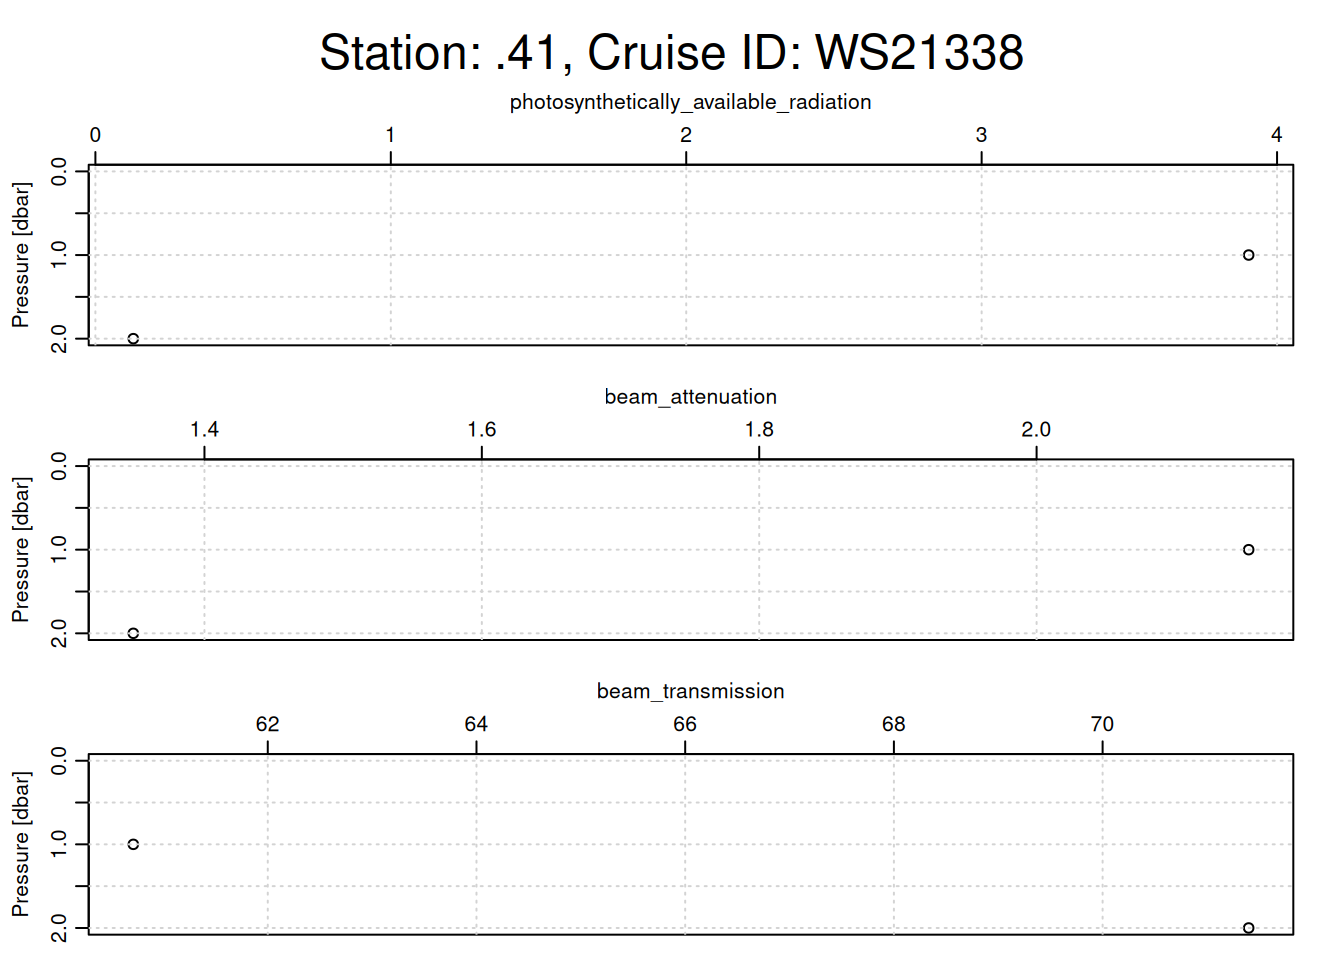 Station: .41, Cruise ID: WS21338
photosynthetically_available_radiation
0 1 2 3 4
Pressure [dbar]
0.0 1.0 2.0
beam_attenuation
1.4 1.6 1.8 2.0
Pressure [dbar]
0.0 1.0 2.0
beam_transmission
62 64 66 68 70
Pressure [dbar]
0.0 1.0 2.0